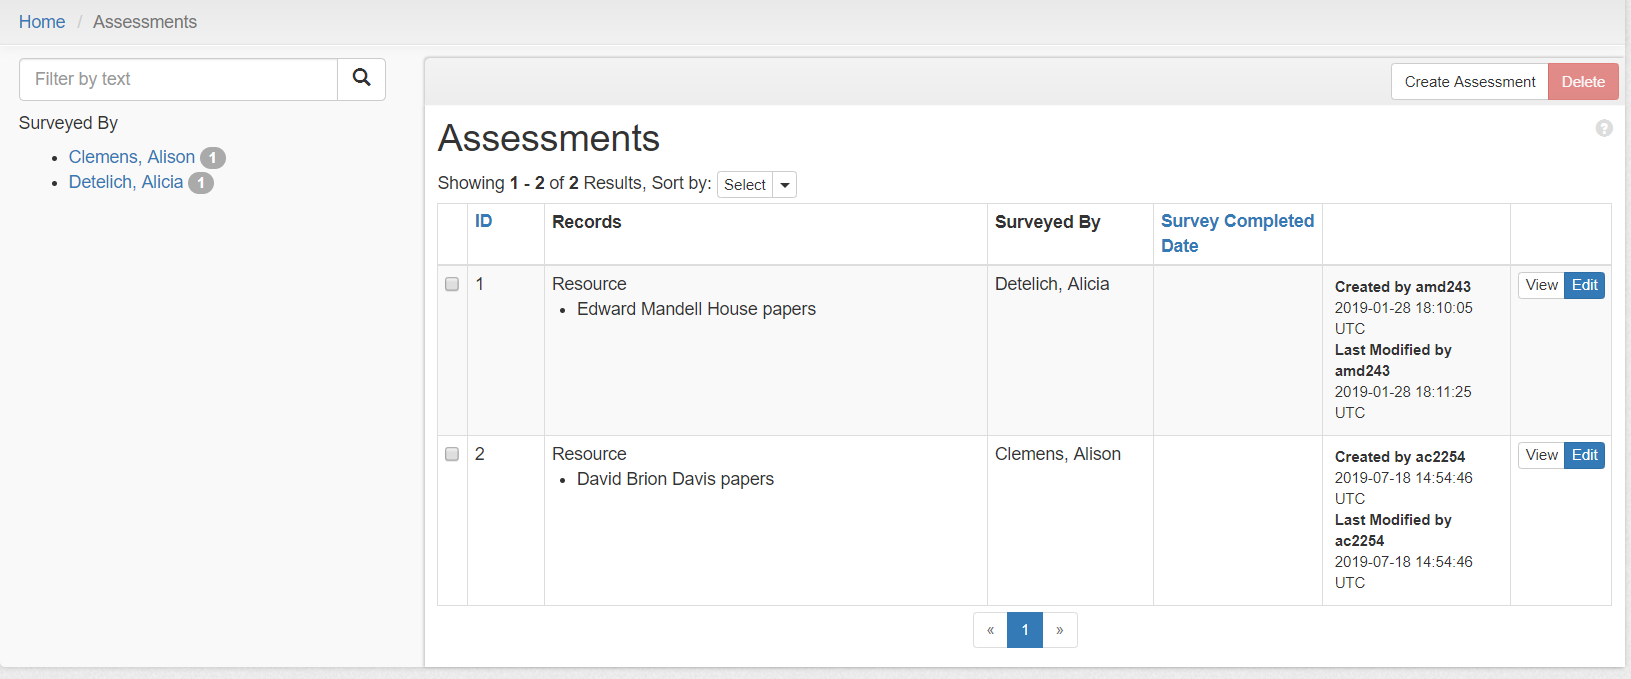 Home / Assessments
Filter by text
Surveyed By
Clemens, Alison 1
Detelich, Alicia 1
Create Assessment Delete
Assessments
?
Showing 1 - 2 of 2 Results, Sort by: Select
ID Records Surveyed By Survey Completed
Date
1 Resource Detelich, Alicia
Edward Mandell House papers
Created by amd243
2019-01-28 18:10:05
UTC
Last Modified by
amd243
2019-01-28 18:11:25
UTC
View Edit
2 Resource Clemens, Alison
David Brion Davis papers
Created by ac2254
2019-07-18 14:54:46
UTC
Last Modified by
ac2254
2019-07-18 14:54:46
UTC
View Edit
« 1 »